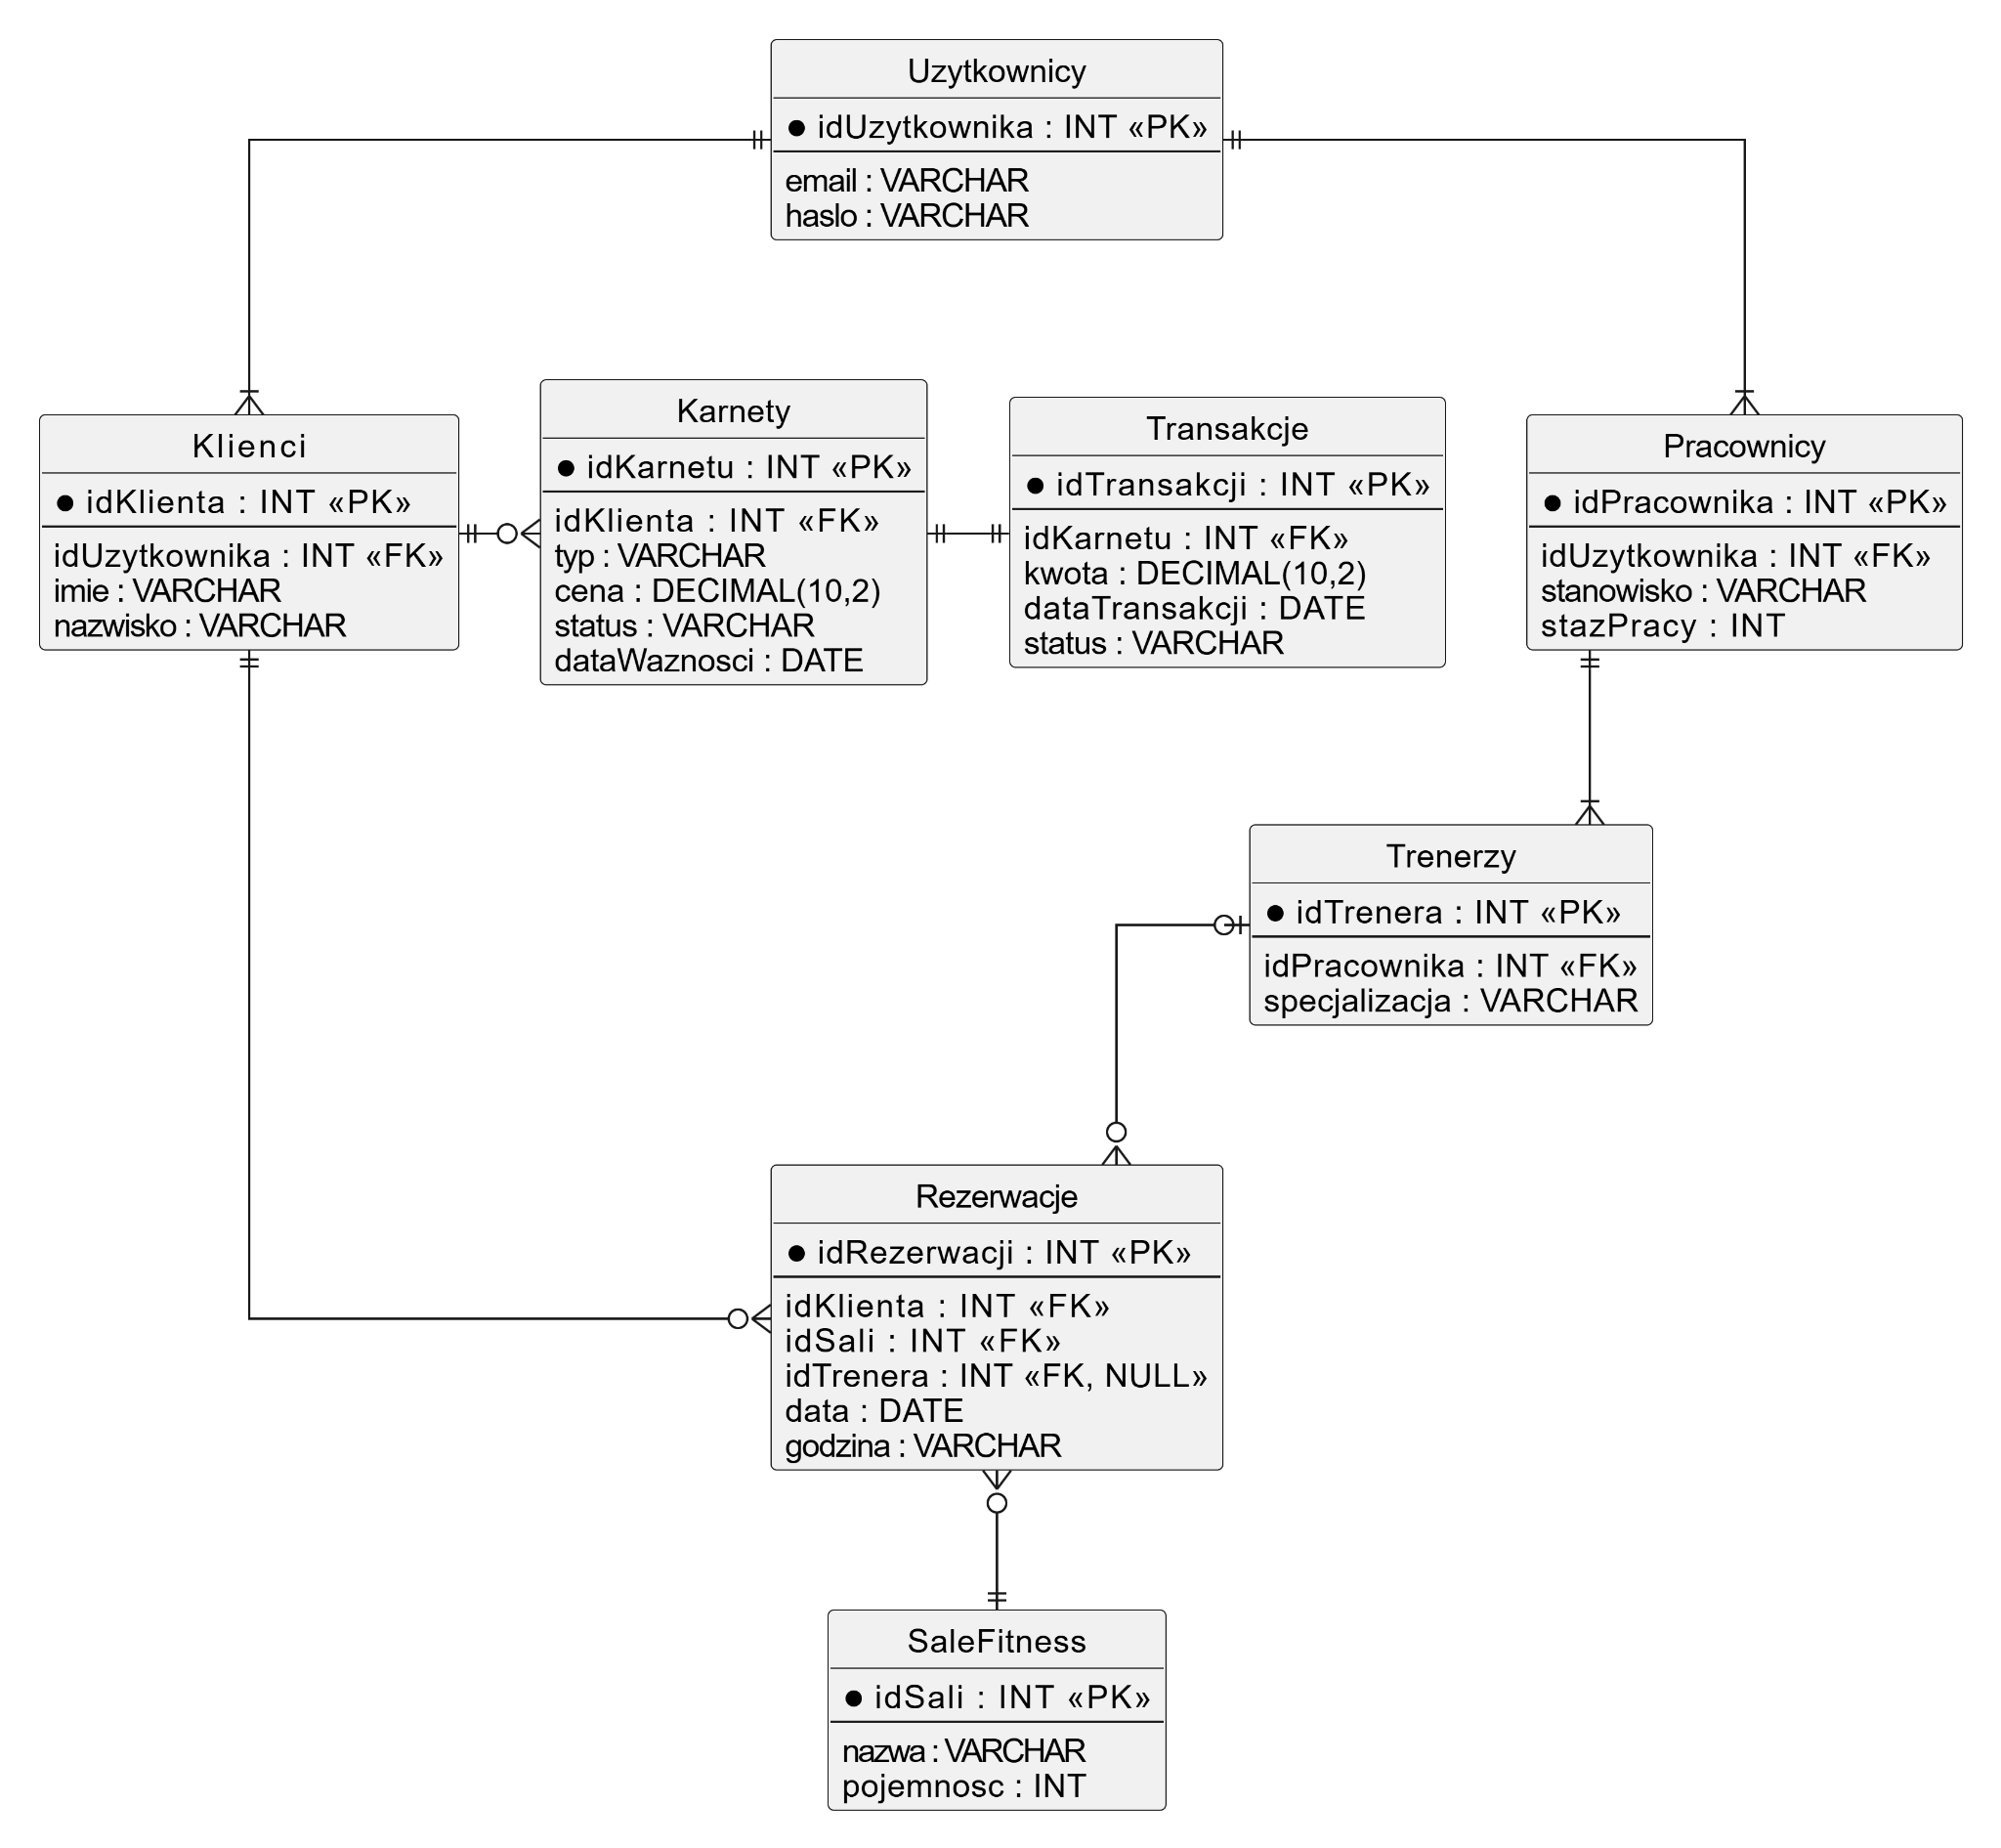 Uzytkownicy
idUzytkownika : INT «PK»
email : VARCHAR
haslo : VARCHAR
Klienci
idKlienta : INT «PK»
idUzytkownika : INT «FK»
imie : VARCHAR
nazwisko : VARCHAR
Karnety
idKarnetu : INT «PK»
idKlienta : INT «FK»
typ : VARCHAR
cena : DECIMAL(10,2)
status : VARCHAR
dataWaznosci : DATE
Transakcje
idTransakcji : INT «PK»
idKarnetu : INT «FK»
kwota : DECIMAL(10,2)
dataTransakcji : DATE
status : VARCHAR
Pracownicy
idPracownika : INT «PK»
idUzytkownika : INT «FK»
stanowisko : VARCHAR
stazPracy : INT
Trenerzy
idTrenera : INT «PK»
idPracownika : INT «FK»
specjalizacja : VARCHAR
Rezerwacje
idRezerwacji : INT «PK»
idKlienta : INT «FK»
idSali : INT «FK»
idTrenera : INT «FK, NULL»
data : DATE
godzina : VARCHAR
SaleFitness
idSali : INT «PK»
nazwa : VARCHAR
pojemnosc : INT